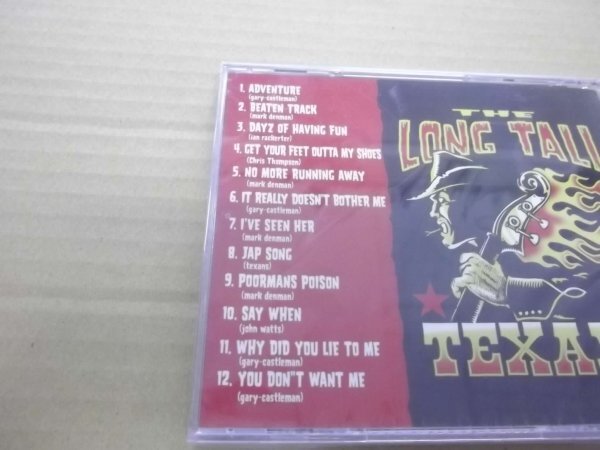 1. ADVENTURE
(gary-castleman)
2. BEATEN TRACK
(mark denman)
3. DAYZ OF HAVING FUN
(ian rackerter)
4. GET YOUR FEET OUTTA MY SHOES
(Chris Thompson)
5. NO MORE RUNNING AWAY
(mark denman)
6. IT REALLY DOESN'T BOTHER ME
(gary-castleman)
7. I'VE SEEN HER
(mark denman)
8. JAP SONG
(texans)
9. POORMANS POISON
(mark denman)
10. SAY WHEN
(john watts)
11. WHY DID YOU LIE TO ME
(gary-castleman)
12. YOU DON"T WANT ME
(gary-castleman)
THE
LONG TALL
TEXA